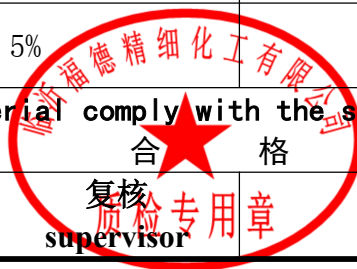 5%
临沂福德精细化工有限公司
erial comply with the s
合 格
复核
质检专用章
supervisor